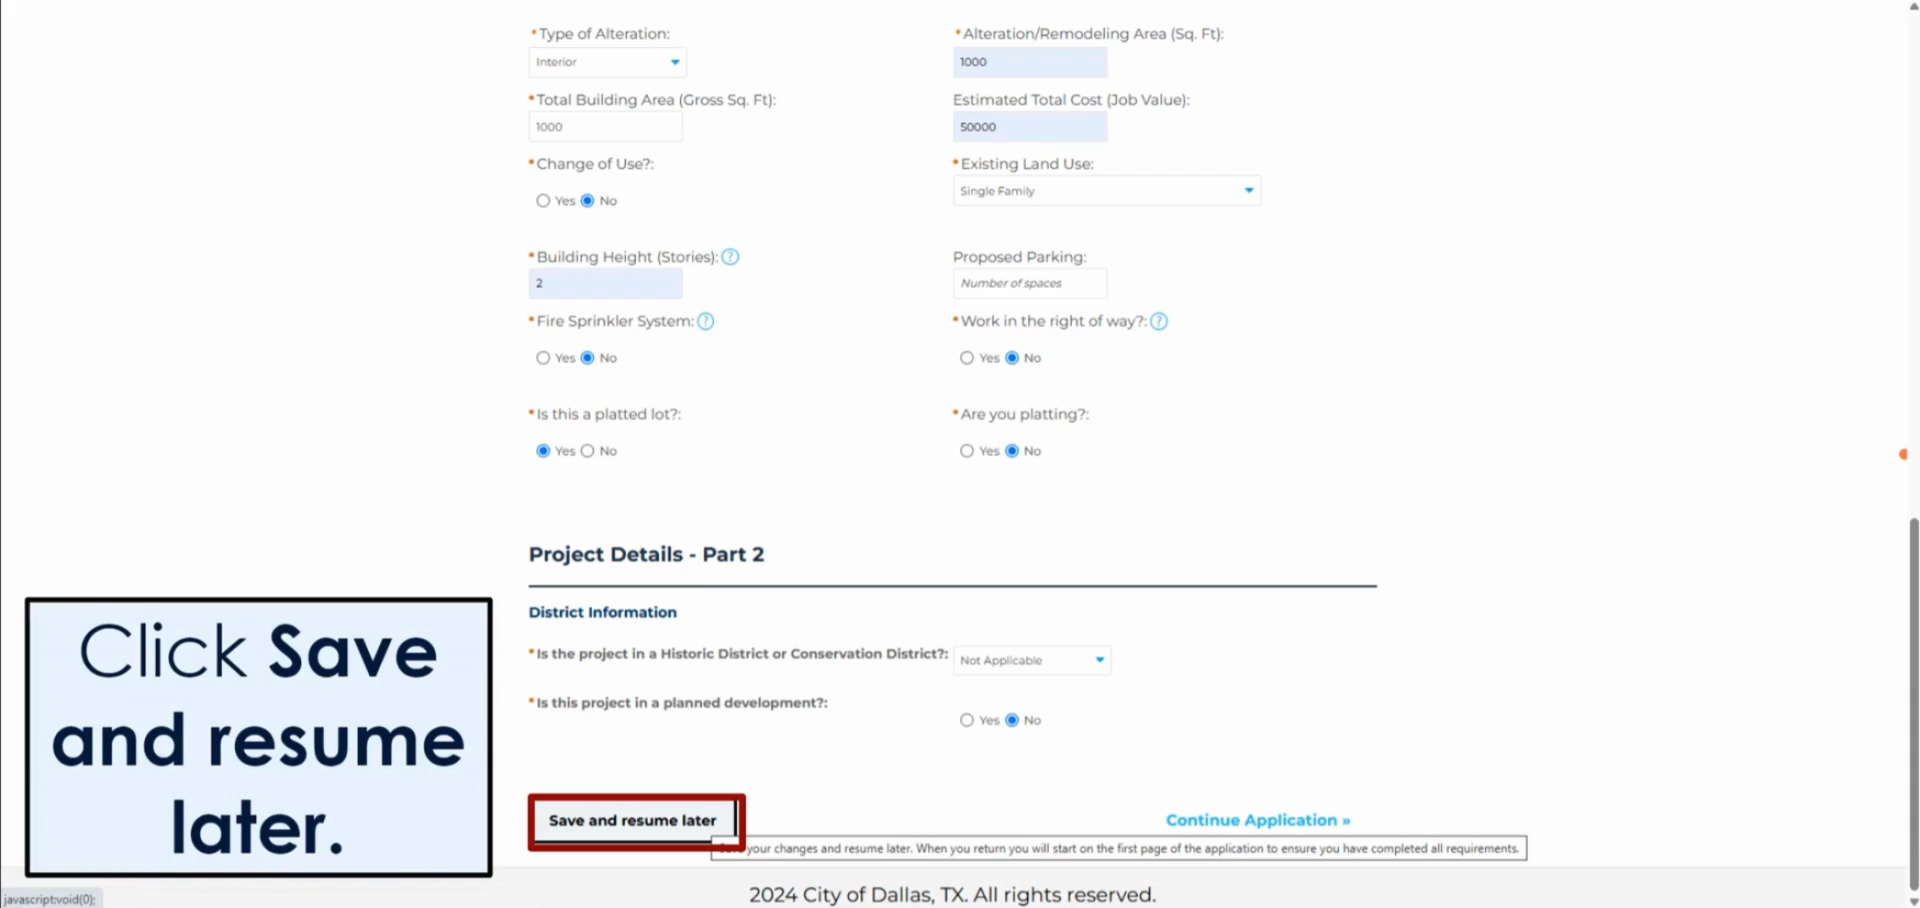 *Type of Alteration: *Alteration/Remodeling Area (Sq. Ft):
Interior 1000
*Total Building Area (Gross Sq. Ft): Estimated Total Cost (Job Value):
1000 50000
*Change of Use?: *Existing Land Use:
Yes No Single Family
*Building Height (Stories): ? Proposed Parking:
2 Number of spaces
*Fire Sprinkler System: ? *Work in the right of way?: ?
Yes No Yes No
*Is this a platted lot?: *Are you platting?:
Yes No Yes No
Project Details - Part 2
District Information
*Is the project in a Historic District or Conservation District?: Not Applicable
*Is this project in a planned development?:
Yes No
Click Save
and resume
later.
Save and resume later Continue Application »
your changes and resume later. When you return you will start on the first page of the application to ensure you have completed all requirements.
2024 City of Dallas, TX. All rights reserved.
javascript:void(0);